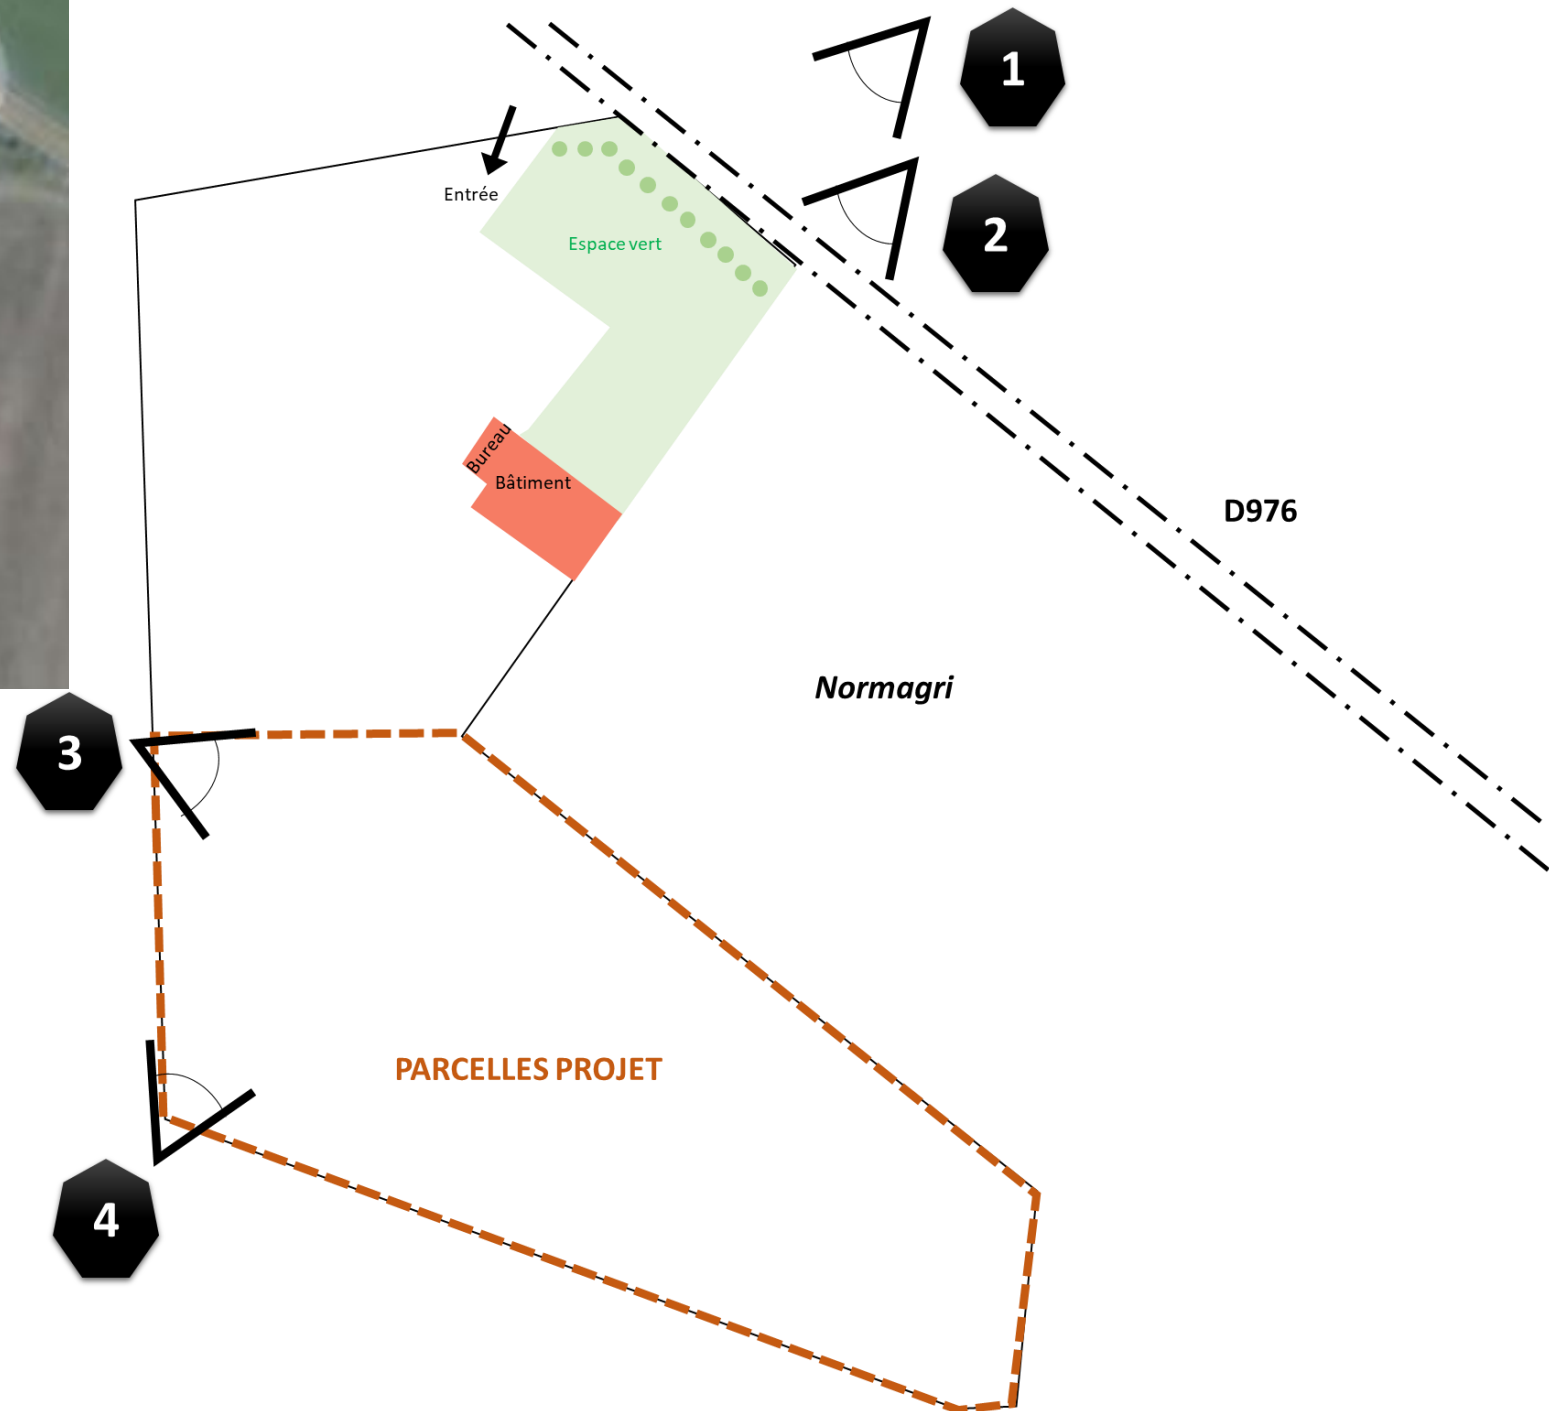 1
Entrée
2
Espace vert
Bureau
Bâtiment
D976
Normagri
3
PARCELLES PROJET
4